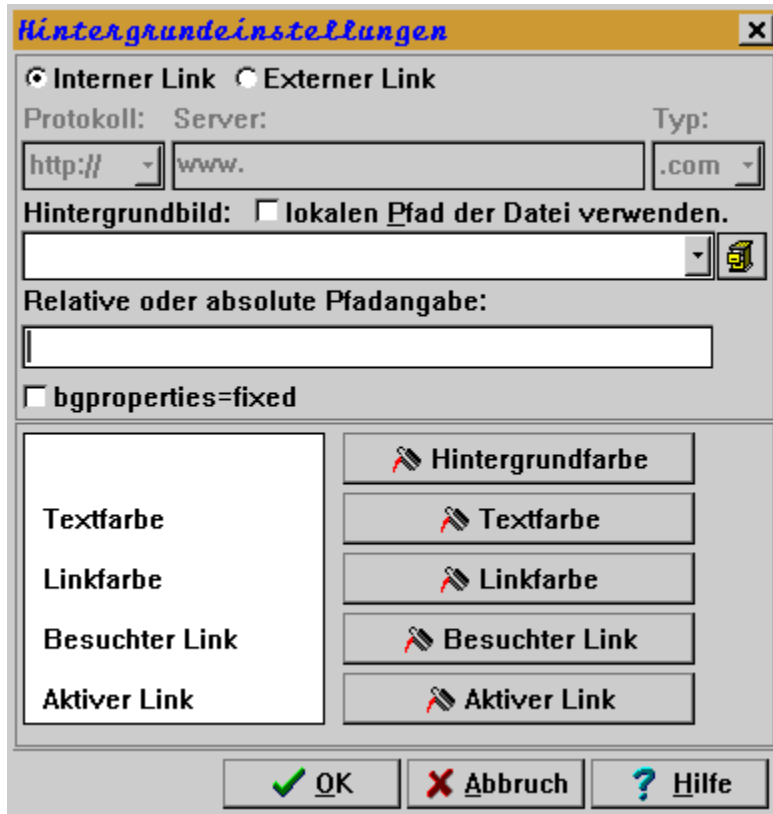 Hintergrundeinstellungen
Interner Link Externer Link
Protokoll: Server: Typ:
http:// www. .com
Hintergrundbild: lokalen Pfad der Datei verwenden.
Relative oder absolute Pfadangabe:
bgproperties=fixed
Hintergrundfarbe
Textfarbe Textfarbe
Linkfarbe Linkfarbe
Besuchter Link Besuchter Link
Aktiver Link Aktiver Link
OK Abbruch Hilfe